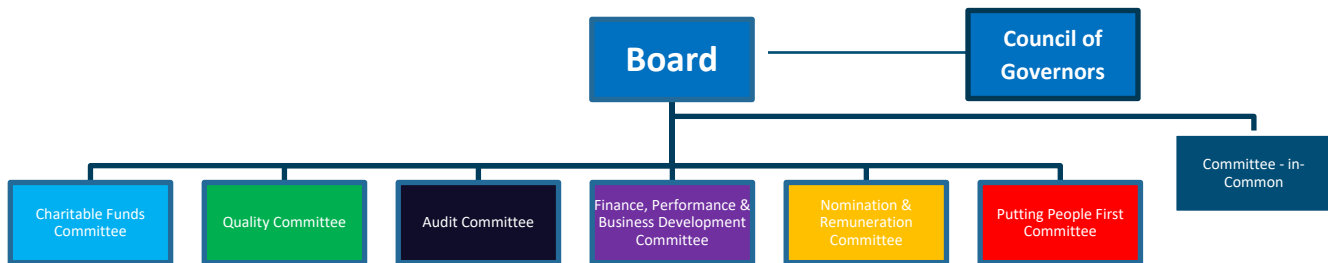 Board
Council of
Governors
Committee - in-
Common
Charitable Funds
Committee
Quality Committee
Audit Committee
Finance, Performance &
Business Development
Committee
Nomination &
Remuneration
Committee
Putting People First
Committee